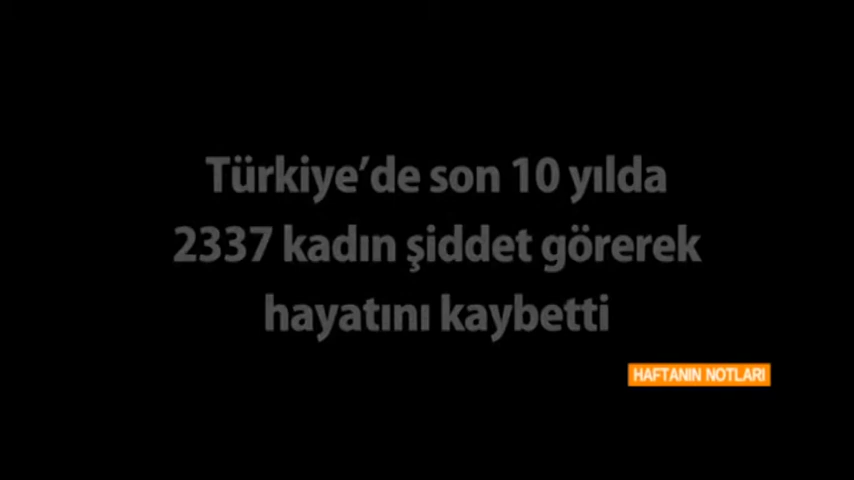 Türkiye'de son 10 yılda
2337 kadın şiddet görerek
hayatını kaybetti
HAFTANIN NOTLARI